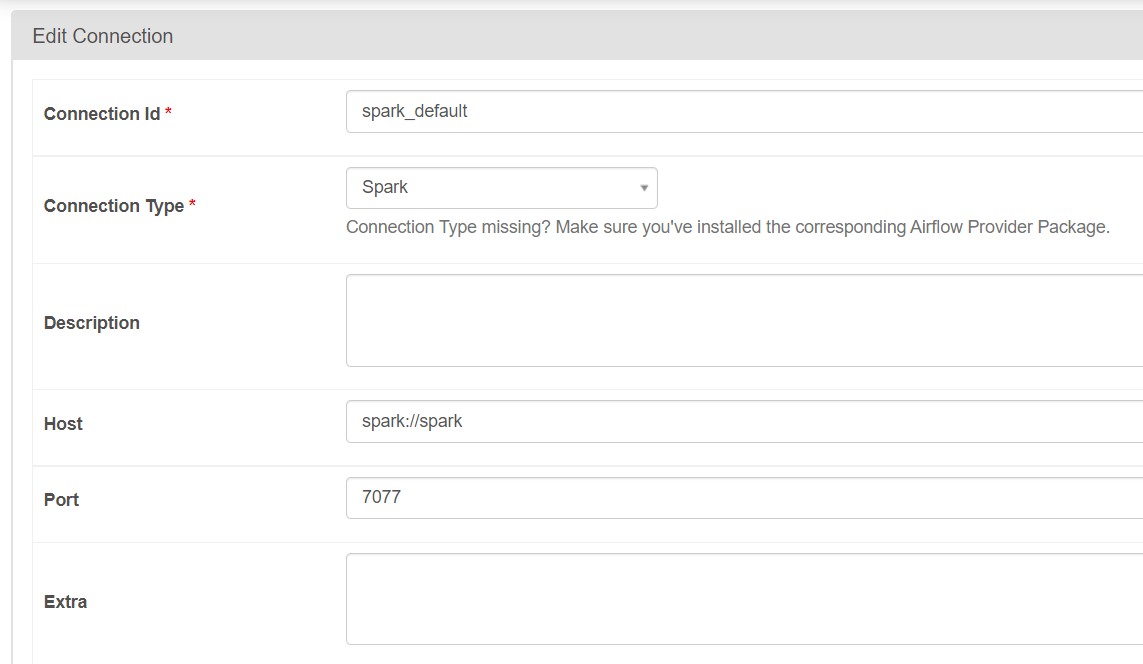 Edit Connection
Connection Id *
spark_default
Connection Type *
Spark
Connection Type missing? Make sure you've installed the corresponding Airflow Provider Package.
Description
Host
spark://spark
Port
7077
Extra